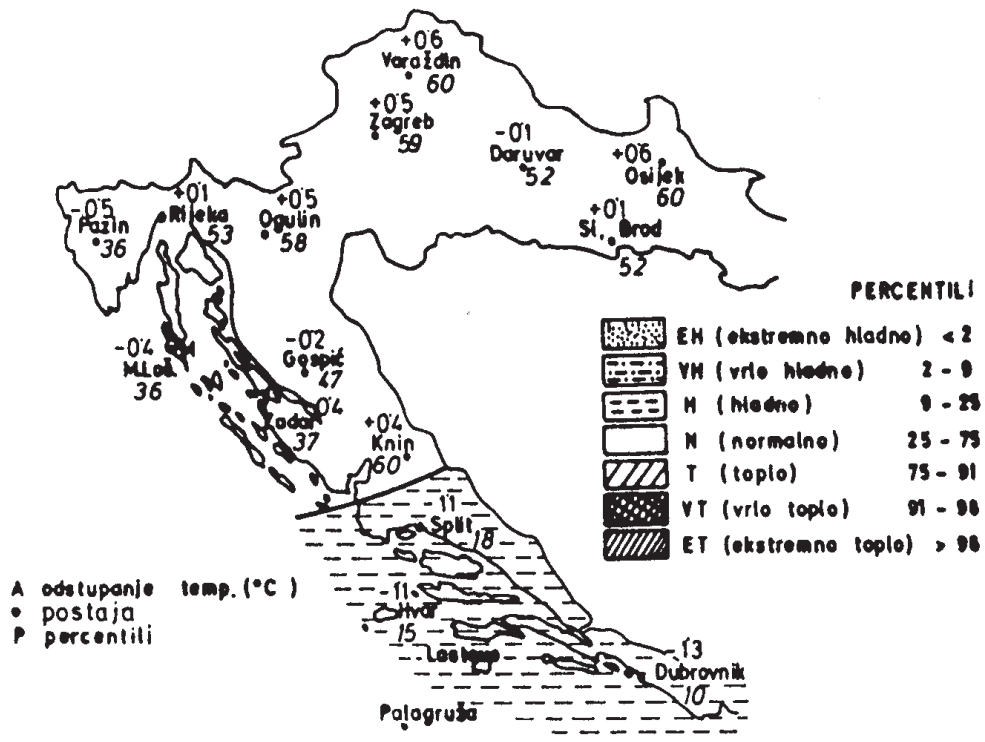 +0.6
Varaždin
60
+0.5
Zagreb
59
-0.1
Daruvar
52
+0.6
Osijek
60
+0.1
Sl. Brod
52
-0.5
Pazin
36
+0.1
Rijeka
53
+0.5
Ogulin
58
-0.4
M.Loš.
36
-0.2
Gospić
47
0.4
Zadar
37
+0.4
Knin
60
PERCENTILI
EH (ekstremno hladno) < 2
VH (vrlo hladno) 2 - 9
H (hladno) 9 - 25
N (normalno) 25 - 75
T (toplo) 75 - 91
VT (vrlo toplo) 91 - 98
ET (ekstremno toplo) > 98
-1.1
Split
18
-1.1
Hvar
15
Lastovo
-1.3
Dubrovnik
10
Palagruža
A odstupanje temp. (°C)
• postaja
P percentili